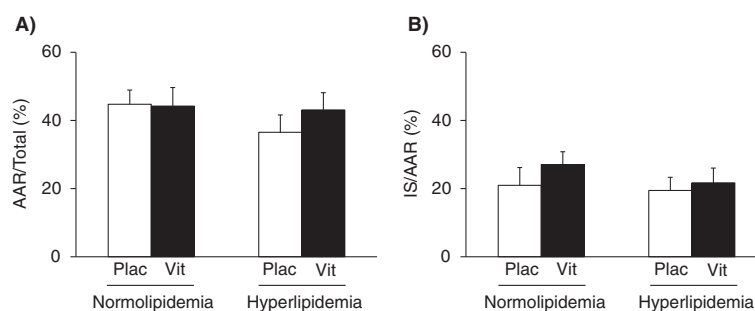 A)
60
40
20
0
AAR/Total (%)
Plac Vit Plac Vit
Normolipidemia Hyperlipidemia
B)
60
40
20
0
IS/AAR (%)
Plac Vit Plac Vit
Normolipidemia Hyperlipidemia